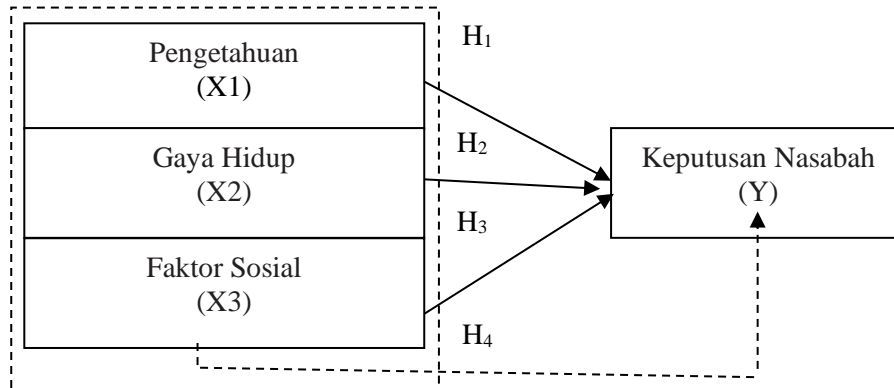 H₁
Pengetahuan
(X1)
H₂
Gaya Hidup
(X2)
Keputusan Nasabah
(Y)
H₃
Faktor Sosial
(X3)
H₄